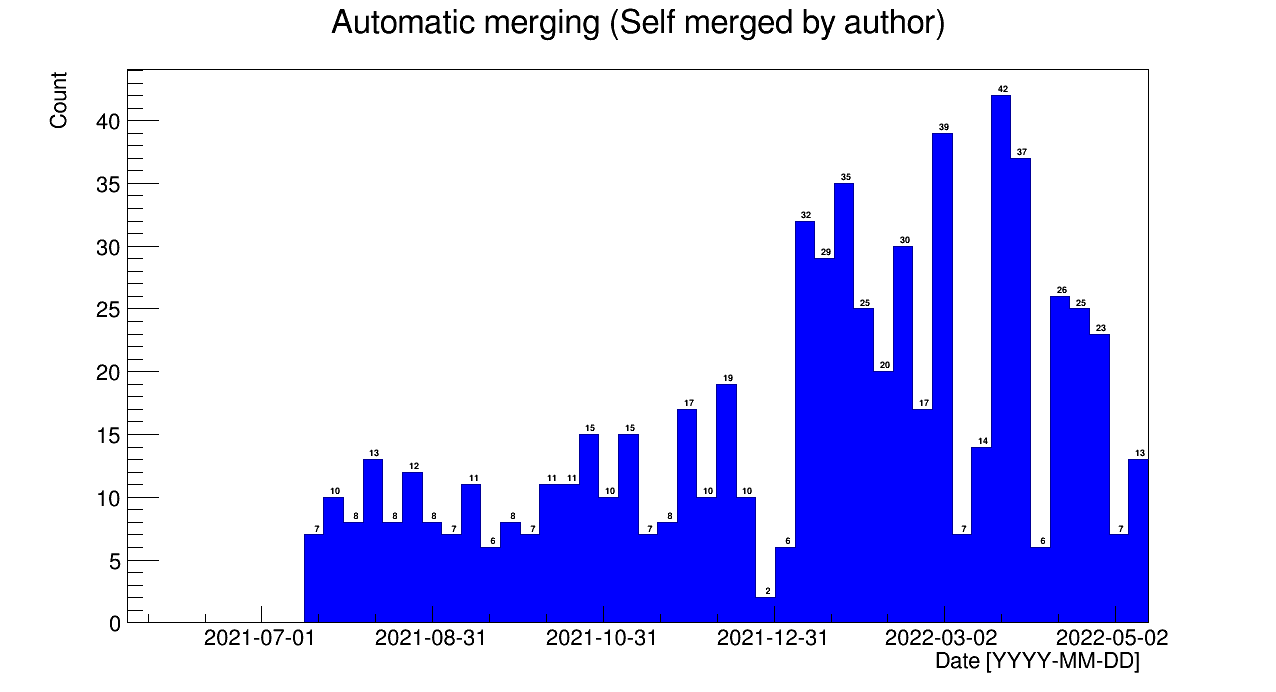 Automatic merging (Self merged by author)
Count
40
35
30
25
20
15
10
5
0
7 10 8 13 8 12 8 7 11 6 8 7 11 11 15 10 15 7 8 17 10 19 10 2 6 32 29 35 25 20 30 17 39 7 14 42 37 6 26 25 23 7 13
2021-07-01 2021-08-31 2021-10-31 2021-12-31 2022-03-02 2022-05-02
Date [YYYY-MM-DD]